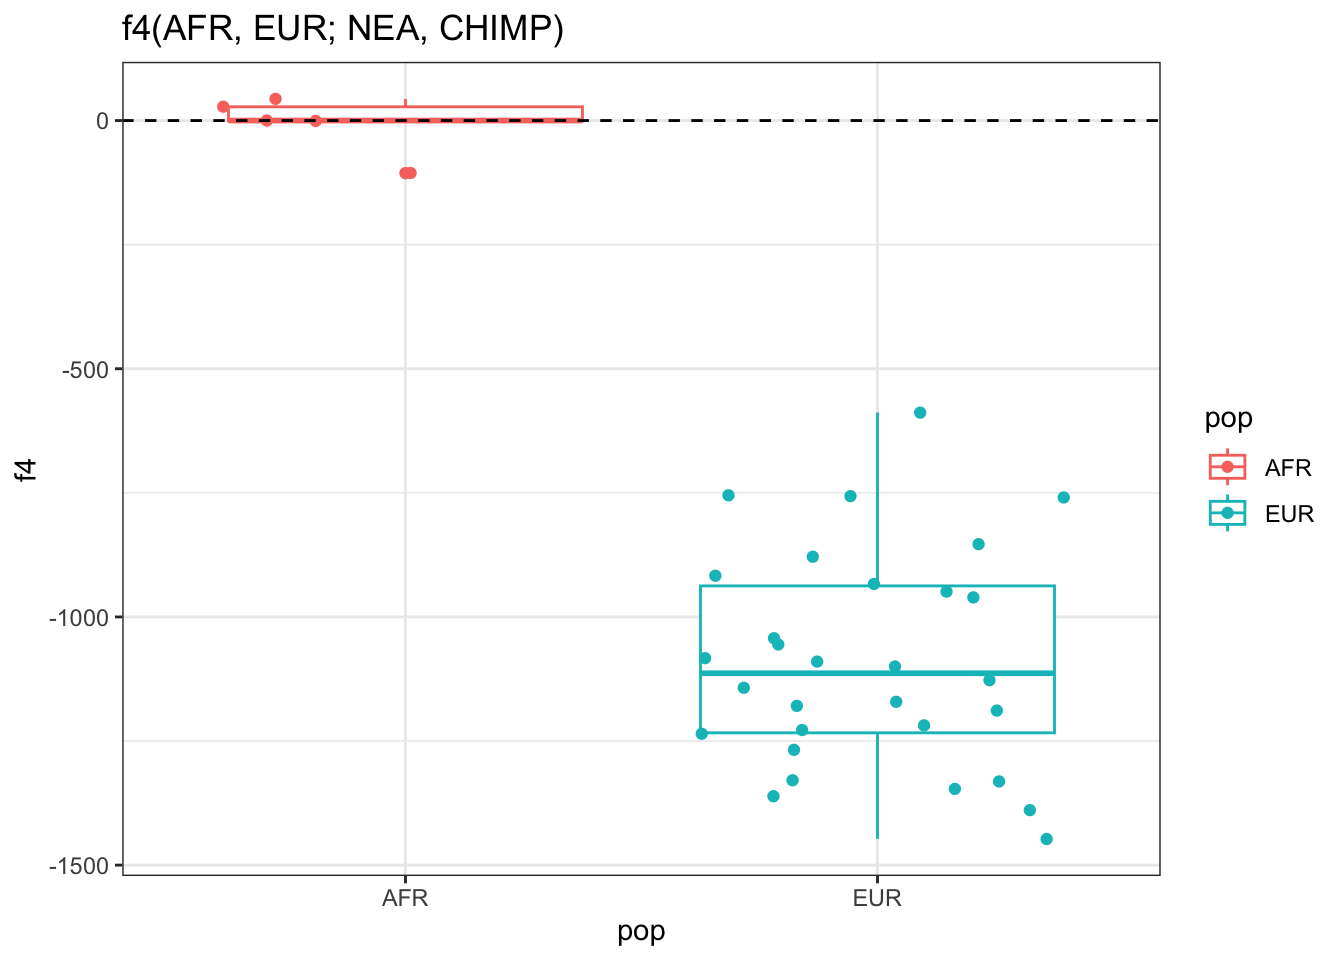 f4(AFR, EUR; NEA, CHIMP)
0
-500
-1000
-1500
f4
AFR
EUR
pop
pop
AFR
EUR